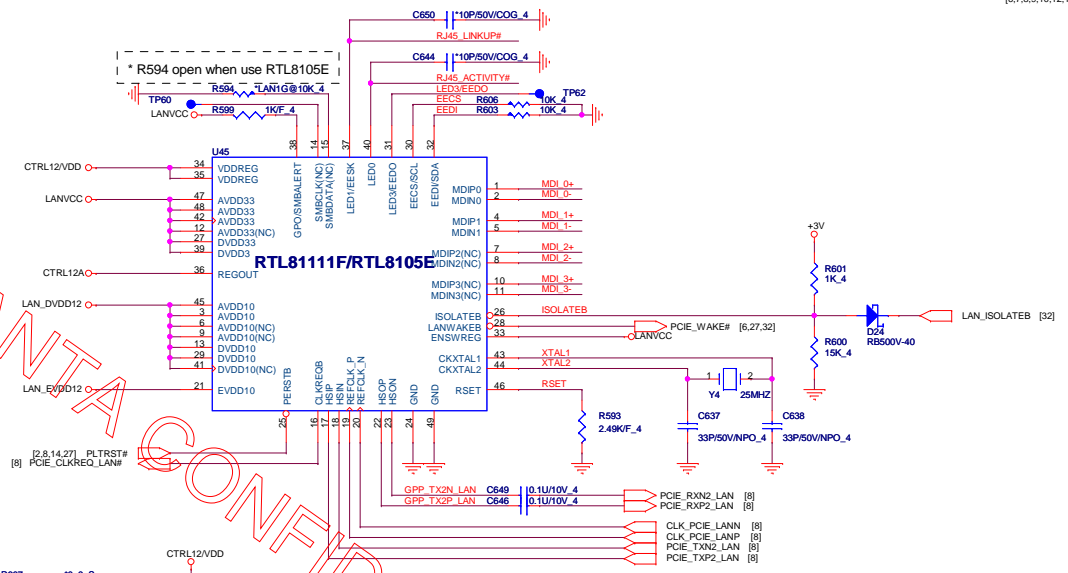 C650 *10P/50V/COG_4
RJ45_LINKUP#
C644 *10P/50V/COG_4
* R594 open when use RTL8105E
RJ45_ACTIVITY#
R594 *LAN1G@10K_4
LED3/EEDO
TP60
TP62
EECS R606 10K_4
LANVCC R599 1K/F_4
EEDI R603 10K_4
38 14 15 37 40 31 30 32
U45
GPO/SMBALERT
SMBCLK(NC)
SMBDATA(NC)
LED1/EESK
LED0
LED3/EEDO
EECS/SCL
EEDI/SDA
CTRL12/VDD 34 VDDREG
35 VDDREG
LANVCC 47 AVDD33
48 AVDD33
42 AVDD33
12 AVDD33(NC)
27 DVDD33
39 DVDD3
CTRL12A 36 REGOUT
LAN_DVDD12 45 AVDD10
3 AVDD10
6 AVDD10(NC)
9 AVDD10(NC)
13 DVDD10
29 DVDD10
41 DVDD10(NC)
LAN_EVDD12 21 EVDD10
RTL81111F/RTL8105E
MDIP0 1 MDI_0+
MDIN0 2 MDI_0-
MDIP1 4 MDI_1+
MDIN1 5 MDI_1-
MDIP2(NC) 7 MDI_2+
MDIN2(NC) 8 MDI_2-
MDIP3(NC) 10 MDI_3+
MDIN3(NC) 11 MDI_3-
ISOLATEB 26 ISOLATEB
LANWAKEB 28 PCIE_WAKE# [6,27,32]
ENSWREG 33 LANVCC
CKXTAL1 43 XTAL1
CKXTAL2 44 XTAL2
RSET 46 RSET
+3V
R601
1K_4
D24
RB500V-40
LAN_ISOLATEB [32]
R600
15K_4
1 2
Y4 25MHZ
C637
33P/50V/NPO_4
C638
33P/50V/NPO_4
R593
2.49K/F_4
PERSTB
CLKREQB
HSIP
HSIN
REFCLK_P
REFCLK_N
HSOP
HSON
GND
GND
25 16 17 18 19 20 22 23 24 49
[2,8,14,27] PLTRST#
[8] PCIE_CLKREQ_LAN#
GPP_TX2N_LAN C649 0.1U/10V_4 PCIE_RXN2_LAN [8]
GPP_TX2P_LAN C646 0.1U/10V_4 PCIE_RXP2_LAN [8]
CLK_PCIE_LANN [8]
CLK_PCIE_LANP [8]
PCIE_TXN2_LAN [8]
PCIE_TXP2_LAN [8]
CTRL12/VDD